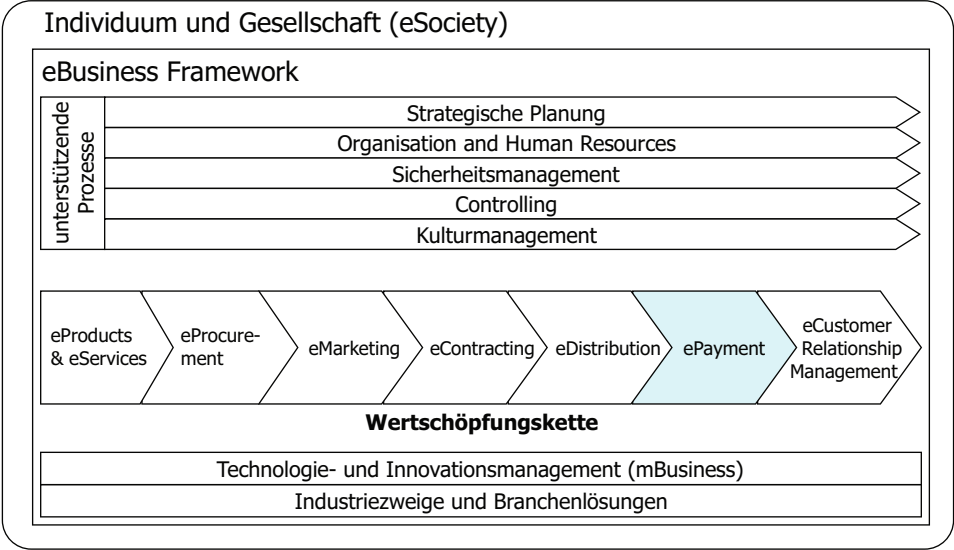 Individuum und Gesellschaft (eSociety)
eBusiness Framework
unterstützende
Prozesse
Strategische Planung
Organisation and Human Resources
Sicherheitsmanagement
Controlling
Kulturmanagement
eProducts
& eServices
eProcure-
ment
eMarketing
eContracting
eDistribution
ePayment
eCustomer
Relationship
Management
Wertschöpfungskette
Technologie- und Innovationsmanagement (mBusiness)
Industriezweige und Branchenlösungen